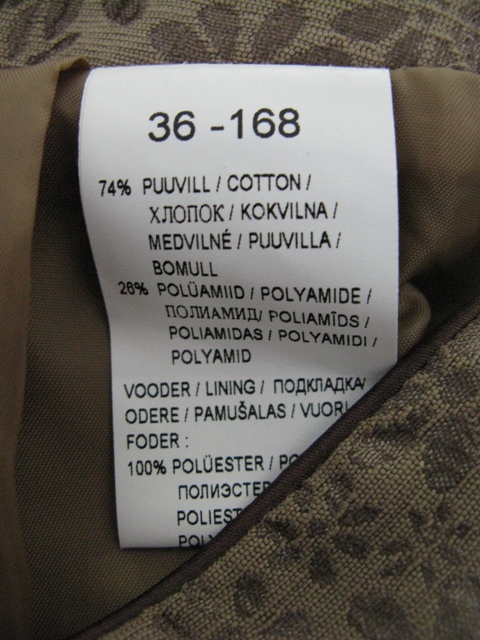 36 -168
74% PUUVILL / COTTON /
ХЛОПОК / KOKVILNA /
MEDVILNÉ / PUUVILLA /
BOMULL
26% POLÜAMIID / POLYAMIDE /
ПОЛИАМИД/ POLIAMĪDS /
POLIAMIDAS / POLYAMIDI /
POLYAMID
VOODER / LINING / ПОДКЛАДКА/
ODERE / PAMUŠALAS / VUORI
FODER :
100% POLÜESTER /